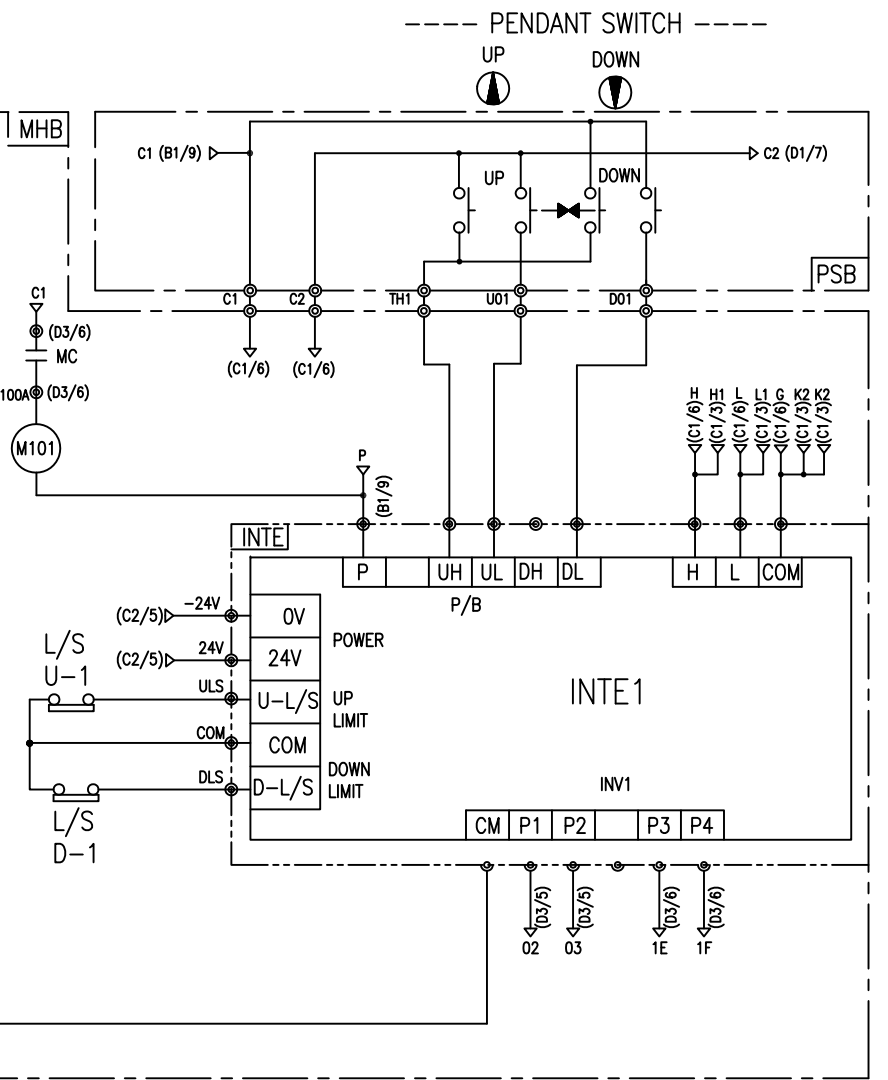 ---- PENDANT SWITCH ----
UP DOWN
MHB
C1 (B1/9) C2 (D1/7)
UP DOWN
PSB
C1 C2 TH1 U01 D01
C1
(D3/6)
MC
(C1/6) (C1/6)
100A (D3/6)
M101
H H1 L L1 G K2 K2
(C1/6) (C1/3) (C1/6) (C1/3) (C1/6) (C1/3) (C1/3)
P
(B1/9)
INTE
P UH UL DH DL H L COM
P/B
(C2/5) -24V 0V
POWER
(C2/5) 24V 24V
L/S
U-1
ULS U-L/S UP
LIMIT
INTE1
COM COM
DOWN
LIMIT
DLS D-L/S
L/S
D-1
INV1
CM P1 P2 P3 P4
(D3/5) (D3/5) (D3/6) (D3/6)
02 03 1E 1F